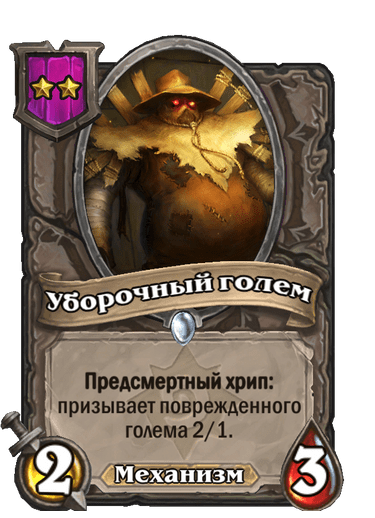 Уборочный голем
Предсмертный хрип:
призывает поврежденного
голема 2/1.
2
Механизм
3